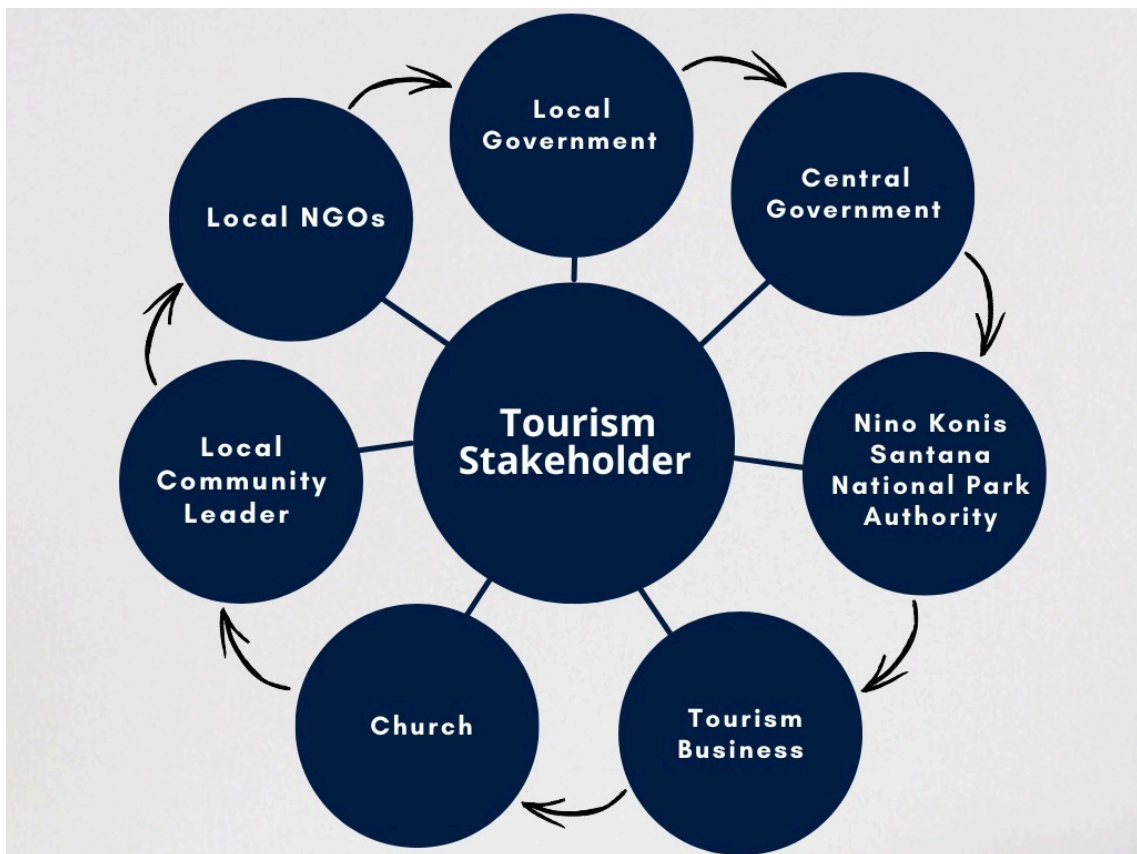 Local
Government
Central
Government
Nino Konis
Santana
National Park
Authority
Tourism
Business
Church
Local
Community
Leader
Local NGOs
Tourism
Stakeholder